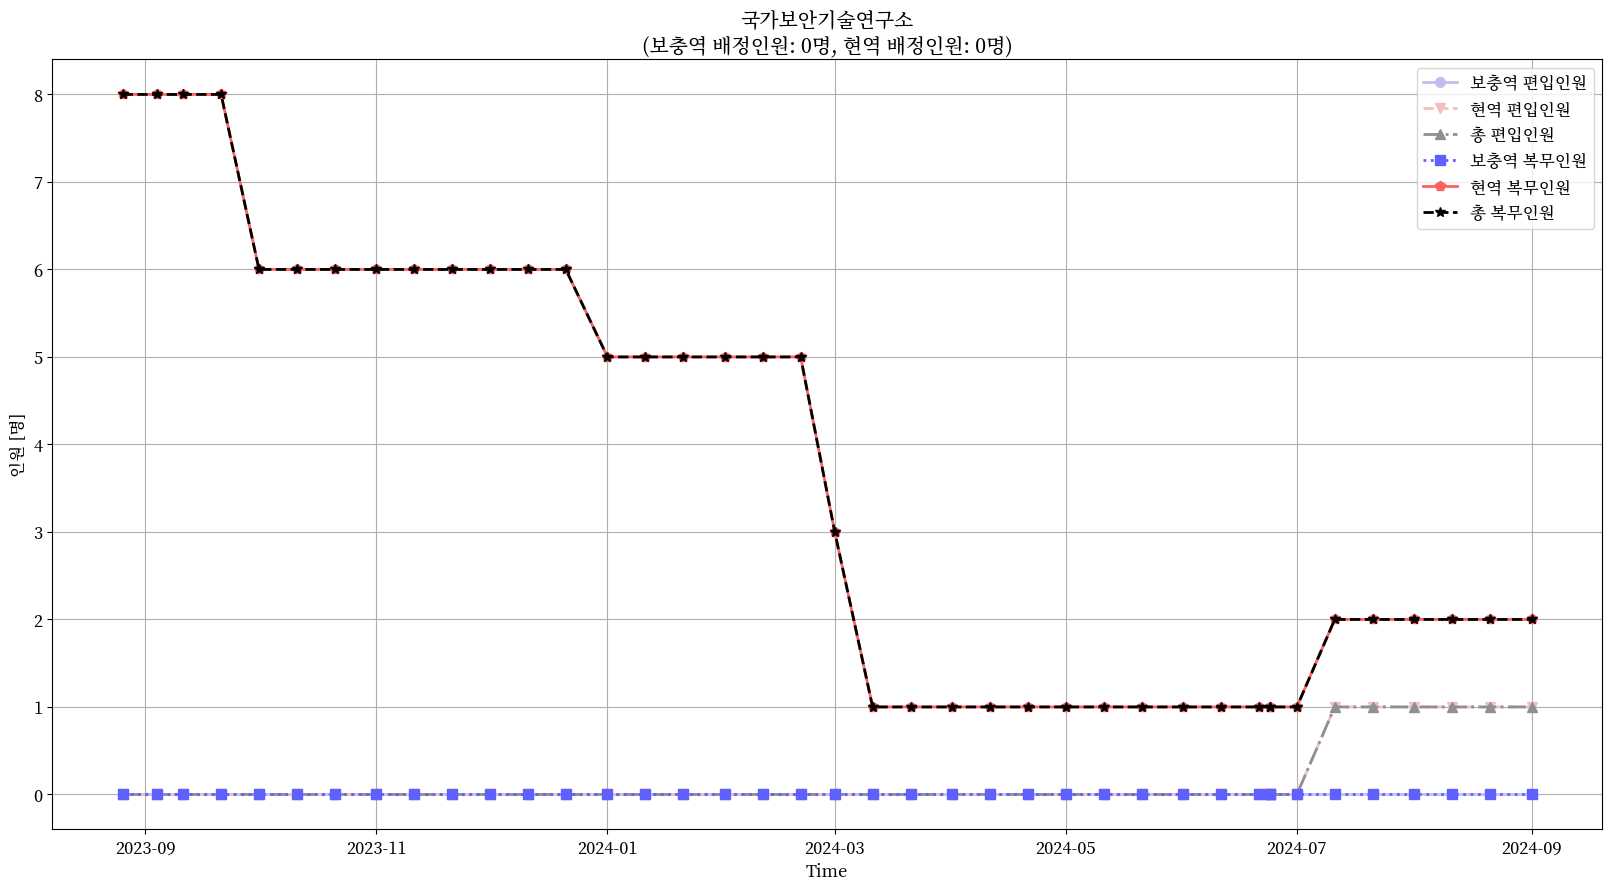 국가보안기술연구소
(보충역 배정인원: 0명, 현역 배정인원: 0명)
보충역 편입인원
현역 편입인원
총 편입인원
보충역 복무인원
현역 복무인원
총 복무인원
8
7
6
5
4
3
2
1
0
인원 [명]
2023-09
2023-11
2024-01
2024-03
2024-05
2024-07
2024-09
Time